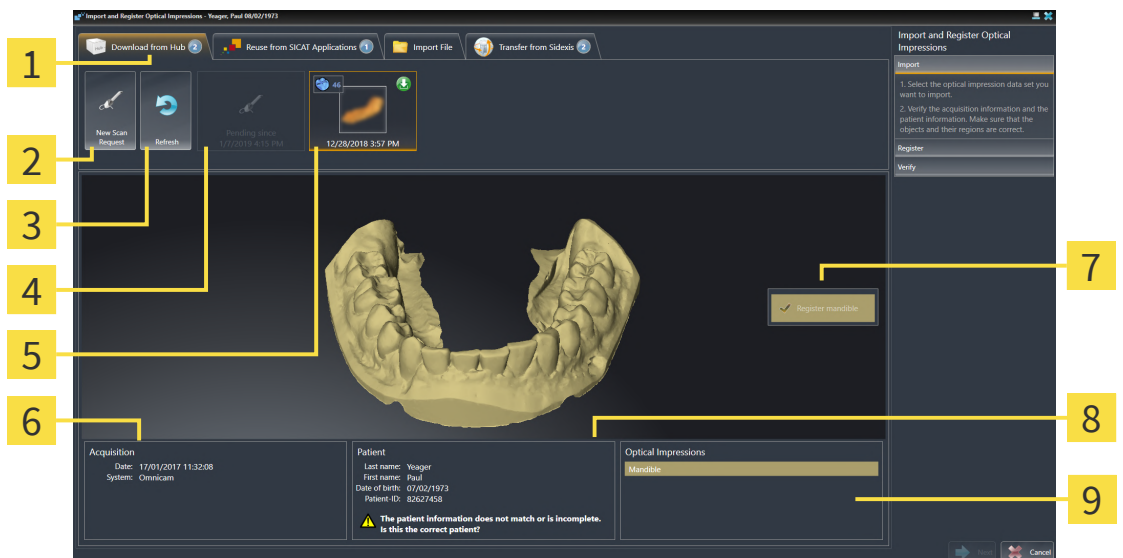 Import and Register Optical Impressions - Yeager, Paul 08/02/1973
Download from Hub 2
Reuse from SICAT Applications 1
Import File
Transfer from Sidexis 2
Import and Register Optical
Impressions
Import
1. Select the optical impression data set you
want to import.
2. Verify the acquisition information and the
patient information. Make sure that the
objects and their regions are correct.
Register
Verify
1
2
3
4
5
6
7
8
9
New Scan
Request
Refresh
Pending since
1/7/2019 4:15 PM
46
12/28/2018 3:57 PM
Register mandible
Acquisition
Date: 17/01/2017 11:32:08
System: Omnicam
Patient
Last name: Yeager
First name: Paul
Date of birth: 07/02/1973
Patient-ID: 82627458
The patient information does not match or is incomplete.
Is this the correct patient?
Optical Impressions
Mandible
Next
Cancel